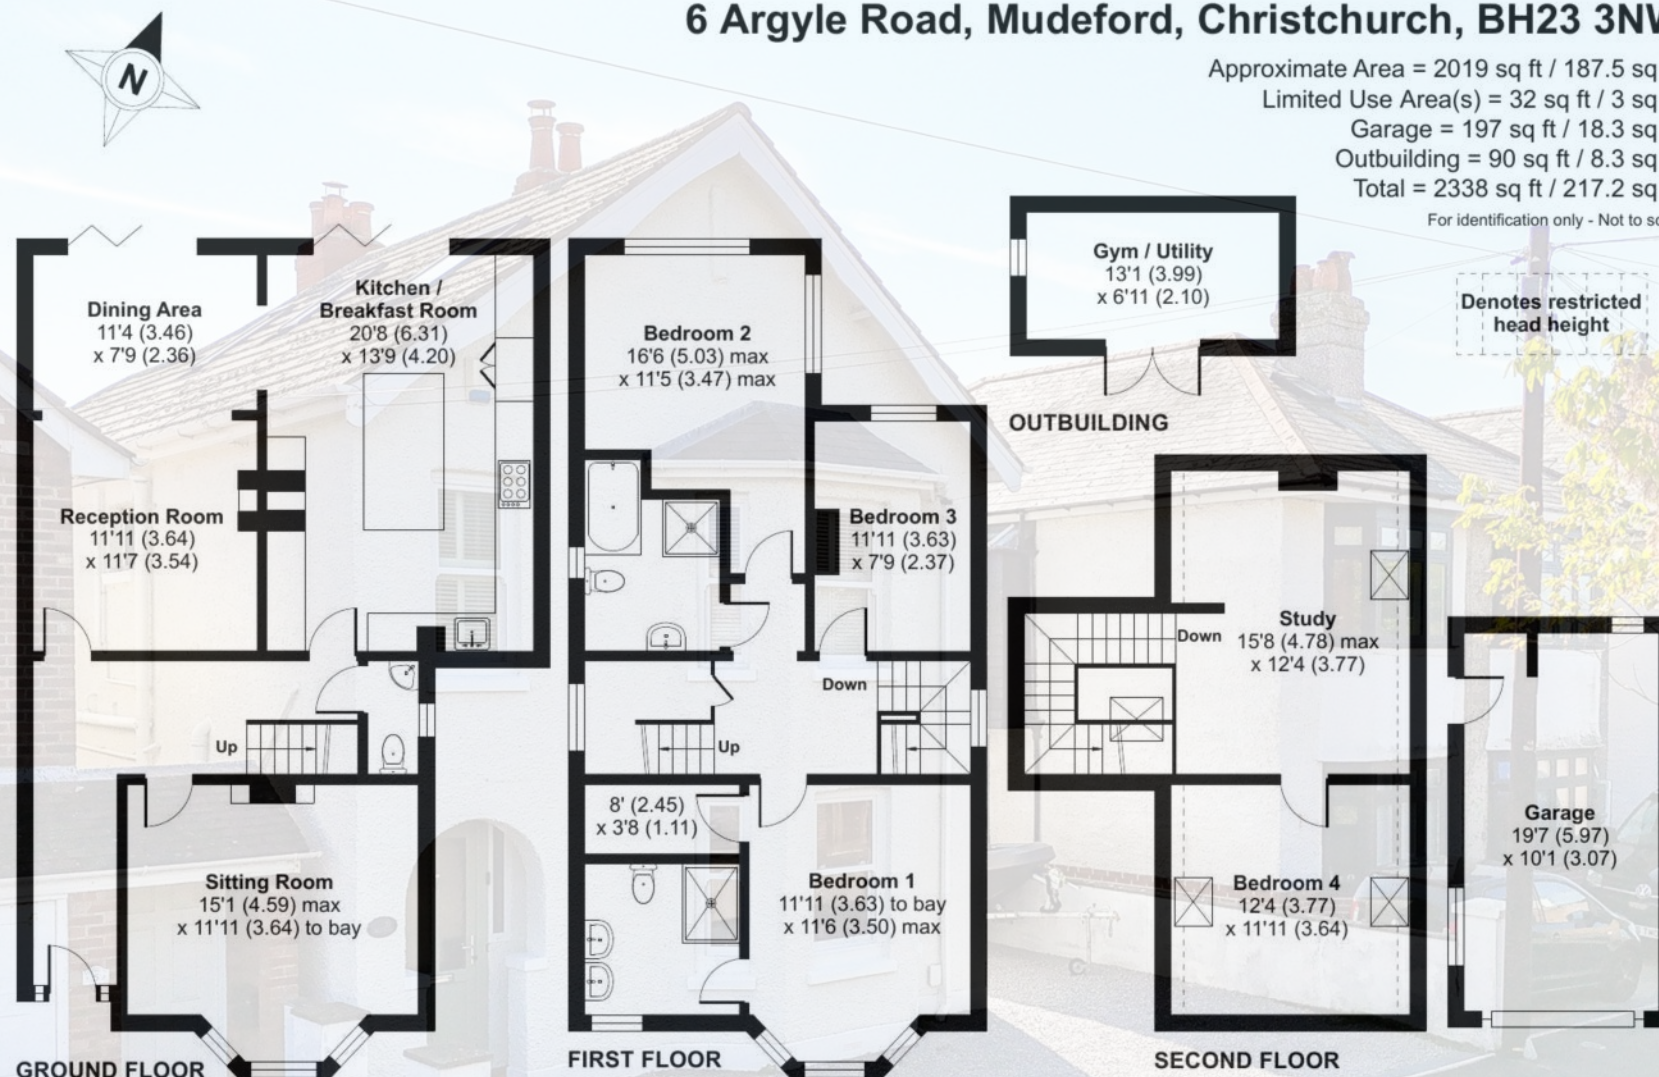 6 Argyle Road, Mudeford, Christchurch, BH23 3NW
Approximate Area = 2019 sq ft / 187.5 sq
Limited Use Area(s) = 32 sq ft / 3 sq
Garage = 197 sq ft / 18.3 sq
Outbuilding = 90 sq ft / 8.3 sq
Total = 2338 sq ft / 217.2 sq
For identification only - Not to
N
Dining Area
11'4 (3.46)
x 7'9 (2.36)
Kitchen /
Breakfast Room
20'8 (6.31)
x 13'9 (4.20)
Reception Room
11'11 (3.64)
x 11'7 (3.54)
Up
Sitting Room
15'1 (4.59) max
x 11'11 (3.64) to bay
GROUND FLOOR
Bedroom 2
16'6 (5.03) max
x 11'5 (3.47) max
Bedroom 3
11'11 (3.63)
x 7'9 (2.37)
Down
Up
8' (2.45)
x 3'8 (1.11)
Bedroom 1
11'11 (3.63) to bay
x 11'6 (3.50) max
FIRST FLOOR
Gym / Utility
13'1 (3.99)
x 6'11 (2.10)
OUTBUILDING
Denotes restricted
head height
Down
Study
15'8 (4.78) max
x 12'4 (3.77)
Bedroom 4
12'4 (3.77)
x 11'11 (3.64)
SECOND FLOOR
Garage
19'7 (5.97)
x 10'1 (3.07)